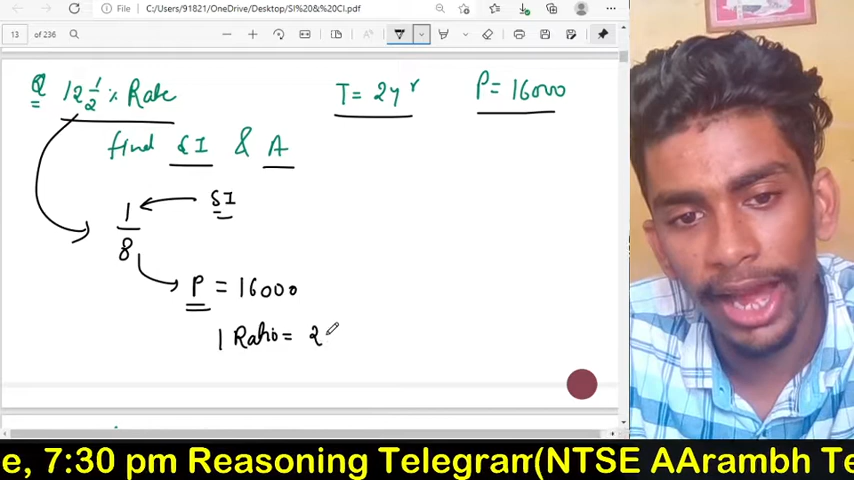 File
C:/Users/91821/OneDrive/Desktop/SI%20&%20CI.pdf
13 of 236
Q 12 1/2 % Rate T = 2yr P = 16000
find SI & A
1/8 SI
P = 16000
1 Ratio = 2
e, 7:30 pm Reasoning Telegram(NTSE AArambh Te